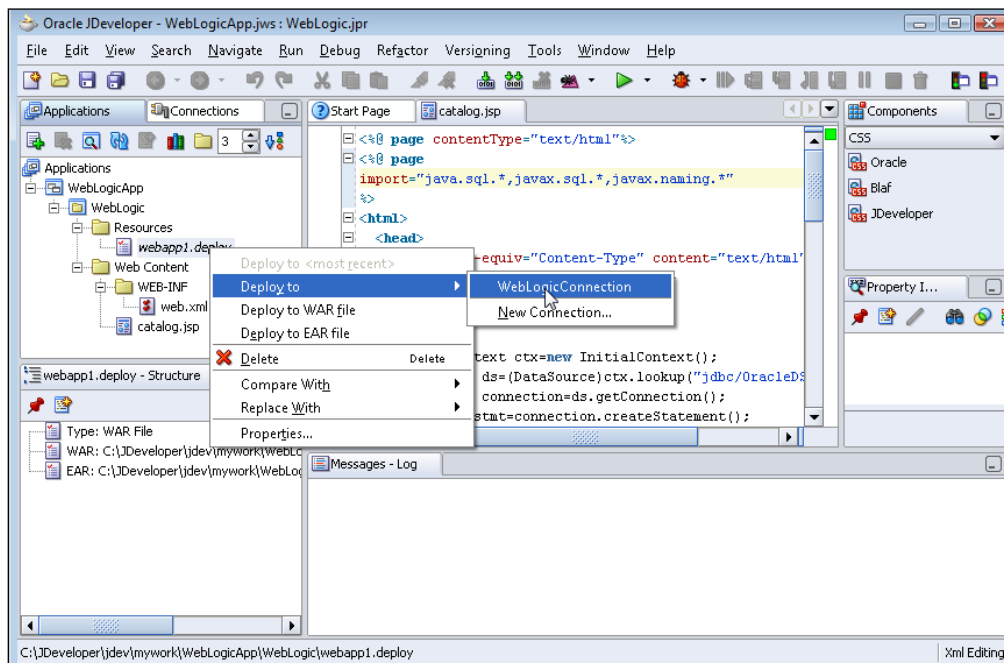 Oracle JDeveloper - WebLogicApp.jws : WebLogic.jpr
File Edit View Search Navigate Run Debug Refactor Versioning Tools Window Help
Applications Connections
3
Applications
WebLogicApp
WebLogic
Resources
webapp1.deploy
Web Content
WEB-INF
web.xml
catalog.jsp
Start Page catalog.jsp
<%@ page contentType="text/html"%>
<%@ page
import="java.sql.*,javax.sql.*,javax.naming.*"
%>
<html>
<head>
-equiv="Content-Type" content="text/html"
text ctx=new InitialContext();
ds=(DataSource)ctx.lookup("jdbc/OracleDS
connection=ds.getConnection();
stmt=connection.createStatement();
Deploy to <most recent>
Deploy to
Deploy to WAR file
Deploy to EAR file
Delete Delete
Compare With
Replace With
Properties...
WebLogicConnection
New Connection...
Components
CSS
Oracle
Blaf
JDeveloper
Property I...
webapp1.deploy - Structure
Type: WAR File
WAR: C:\JDeveloper\jdev\mywork\WebLo
EAR: C:\JDeveloper\jdev\mywork\WebLog
Messages - Log
C:\JDeveloper\jdev\mywork\WebLogicApp\WebLogic\webapp1.deploy Xml Editing